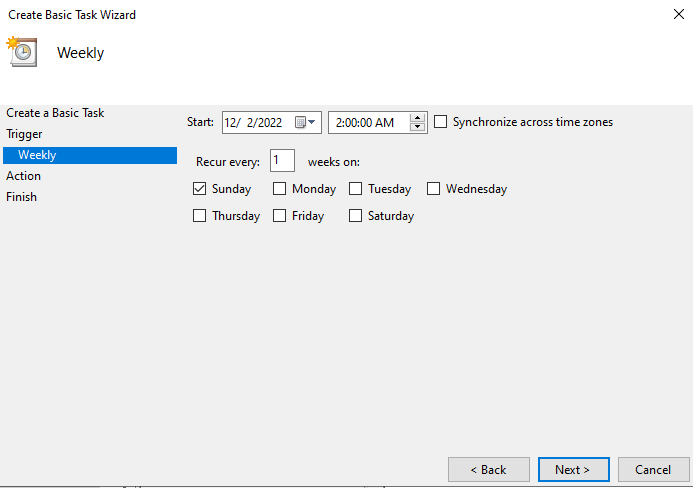 Create Basic Task Wizard
Weekly
Create a Basic Task
Trigger
Weekly
Action
Finish
Start: 12/ 2/2022 2:00:00 AM Synchronize across time zones
Recur every: 1 weeks on:
Sunday Monday Tuesday Wednesday
Thursday Friday Saturday
< Back Next > Cancel